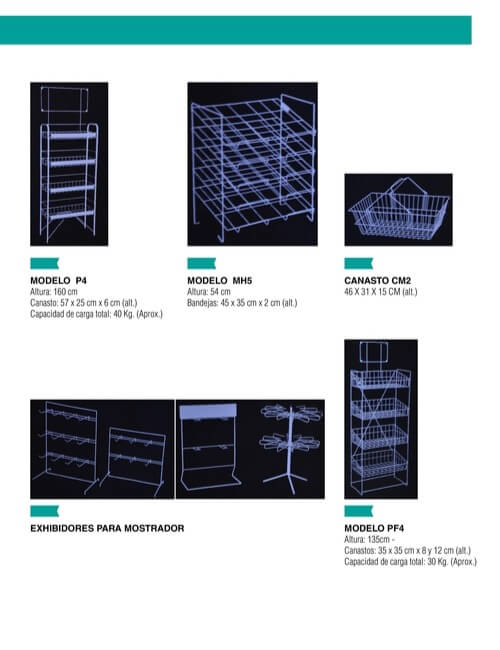 MODELO P4
Altura: 160 cm
Canasto: 57 x 25 cm x 6 cm (alt.)
Capacidad de carga total: 40 Kg. (Aprox.)
MODELO MH5
Altura: 54 cm
Bandejas: 45 x 35 cm x 2 cm (alt.)
CANASTO CM2
46 X 31 X 15 CM (alt.)
EXHIBIDORES PARA MOSTRADOR
MODELO PF4
Altura: 135cm -
Canastos: 35 x 35 cm x 8 y 12 cm (alt.)
Capacidad de carga total: 30 Kg. (Aprox.)